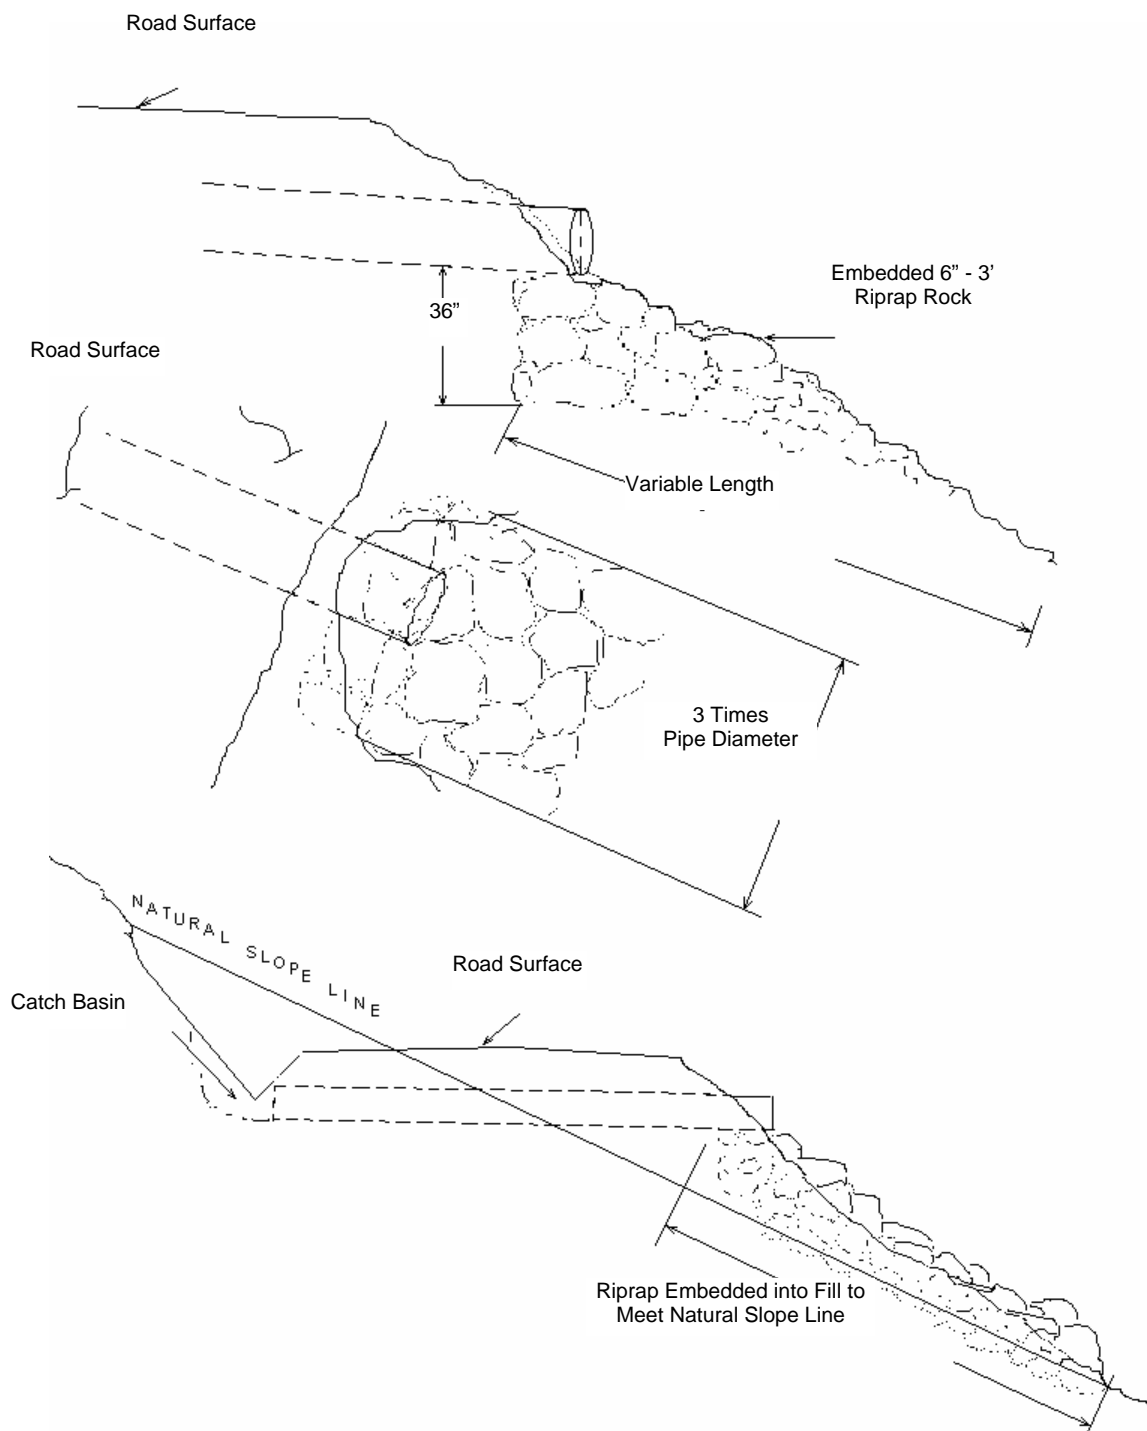 Road Surface
Embedded 6” - 3’
Riprap Rock
36”
Road Surface
Variable Length
3 Times
Pipe Diameter
NATURAL SLOPE LINE
Road Surface
Catch Basin
Riprap Embedded into Fill to
Meet Natural Slope Line